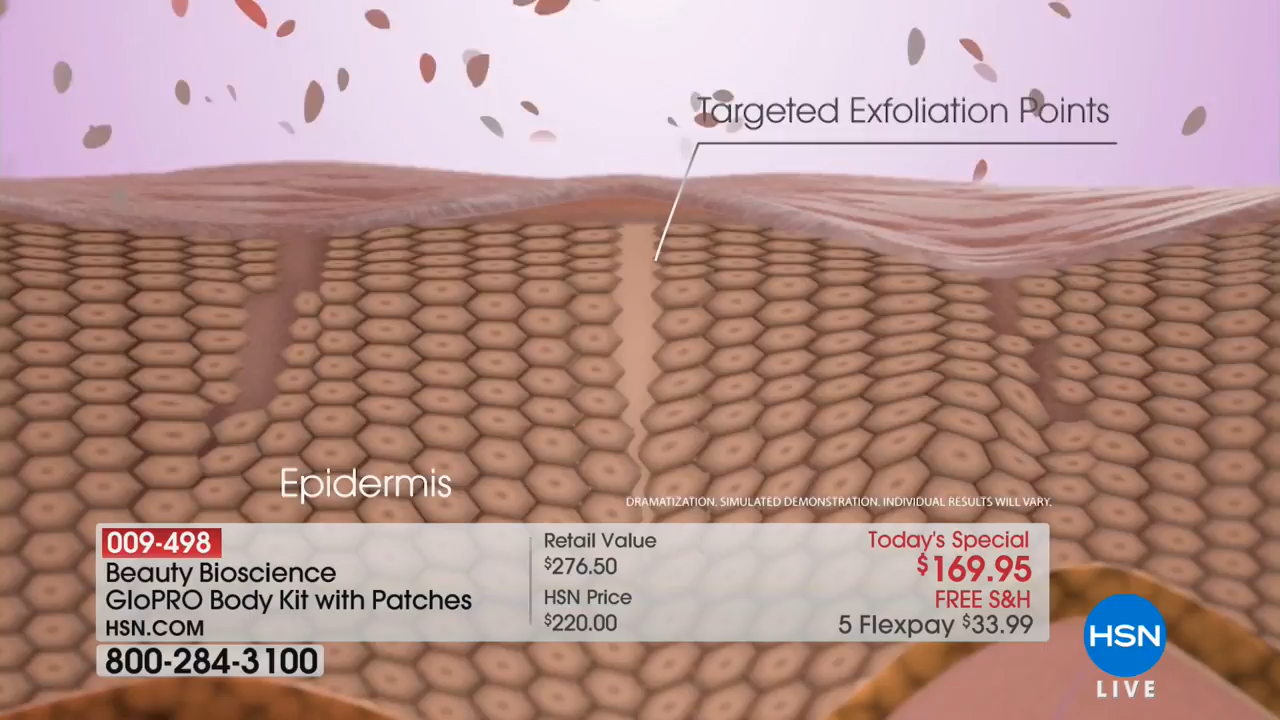 Targeted Exfoliation Points
Epidermis
DRAMATIZATION. SIMULATED DEMONSTRATION. INDIVIDUAL RESULTS WILL VARY.
009-498
Beauty Bioscience
GloPRO Body Kit with Patches
HSN.COM
800-284-3100
Retail Value
$276.50
HSN Price
$220.00
Today's Special
$169.95
FREE S&H
5 Flexpay $33.99
HSN
LIVE